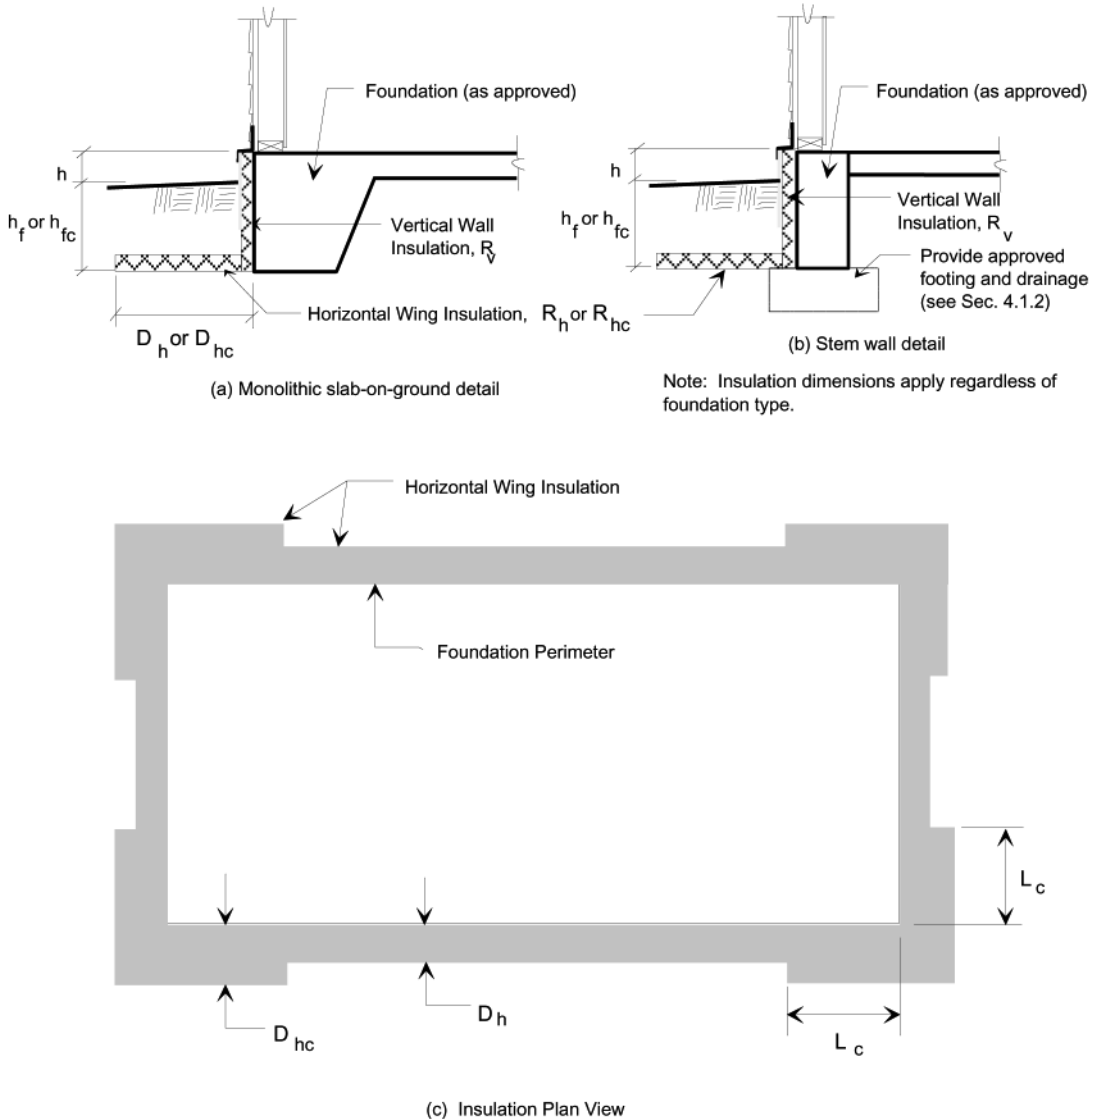 Foundation (as approved)
h
h_f or h_fc
Vertical Wall
Insulation, R_v
Horizontal Wing Insulation, R_h or R_hc
D_h or D_hc
(a) Monolithic slab-on-ground detail
Foundation (as approved)
h
h_f or h_fc
Vertical Wall
Insulation, R_v
Provide approved
footing and drainage
(see Sec. 4.1.2)
(b) Stem wall detail
Note: Insulation dimensions apply regardless of
foundation type.
Horizontal Wing Insulation
Foundation Perimeter
L_c
D_hc
D_h
L_c
(c) Insulation Plan View